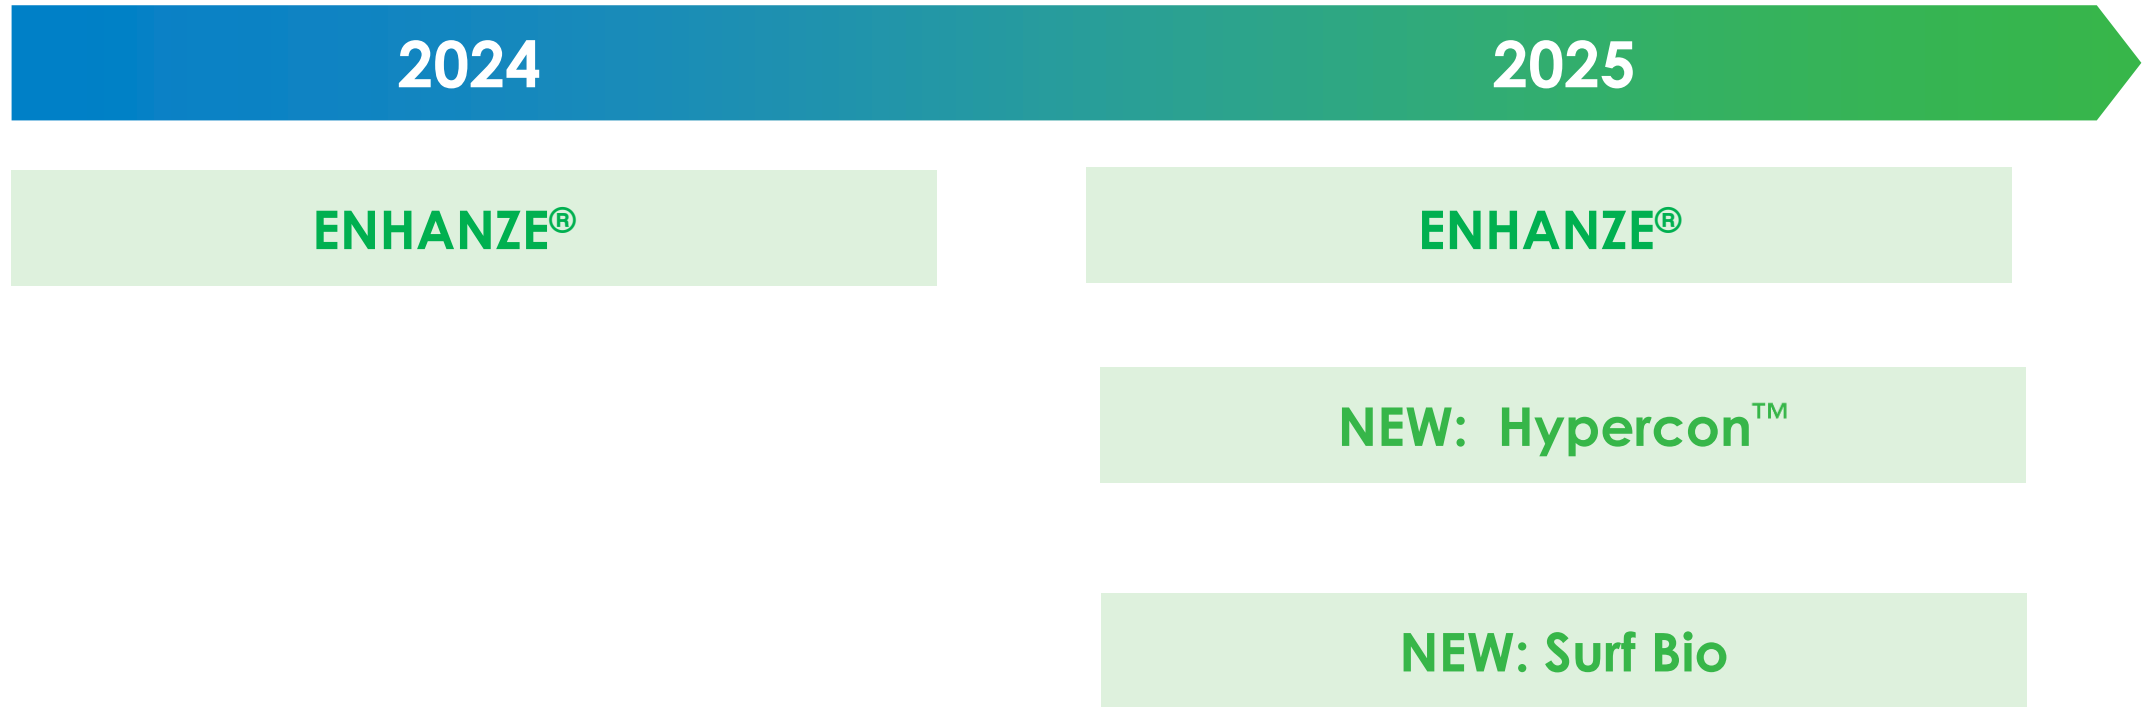 2024 2025
ENHANZE® ENHANZE®
NEW: Hypercon™
NEW: Surf Bio